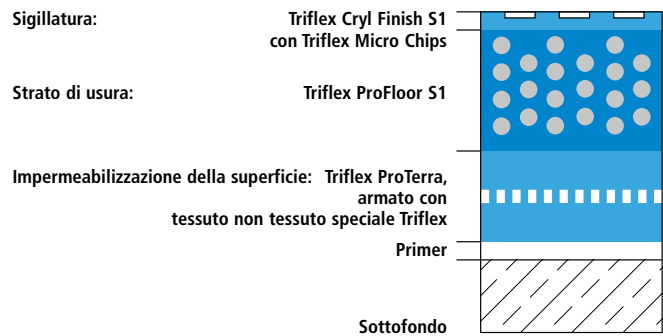 Sigillatura: Triflex Cryl Finish S1
con Triflex Micro Chips
Strato di usura: Triflex ProFloor S1
Impermeabilizzazione della superficie: Triflex ProTerra,
armato con
tessuto non tessuto speciale Triflex
Primer
Sottofondo